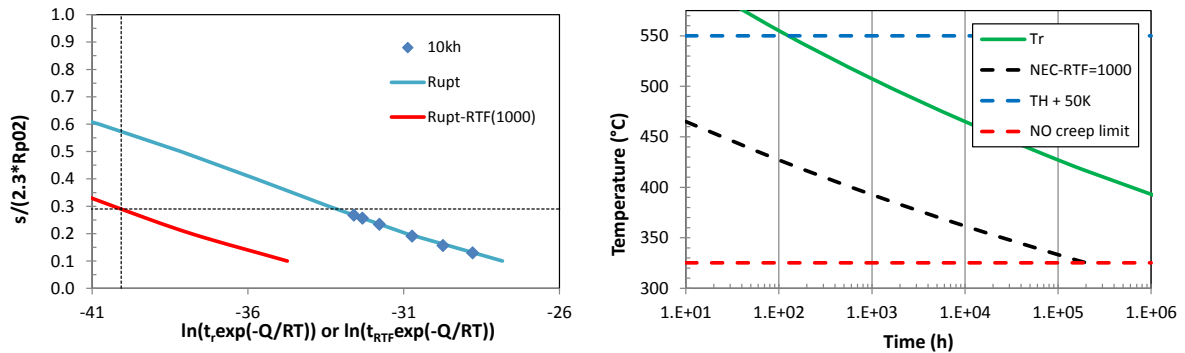 s/(2.3*Rp02)
1.0
0.9
0.8
0.7
0.6
0.5
0.4
0.3
0.2
0.1
0.0
10kh
Rupt
Rupt-RTF(1000)
-41
-36
-31
-26
ln(trexp(-Q/RT)) or ln(tRTFexp(-Q/RT))
Temperature (°C)
550
500
450
400
350
300
Tr
NEC-RTF=1000
TH + 50K
NO creep limit
1.E+01
1.E+02
1.E+03
1.E+04
1.E+05
1.E+06
Time (h)